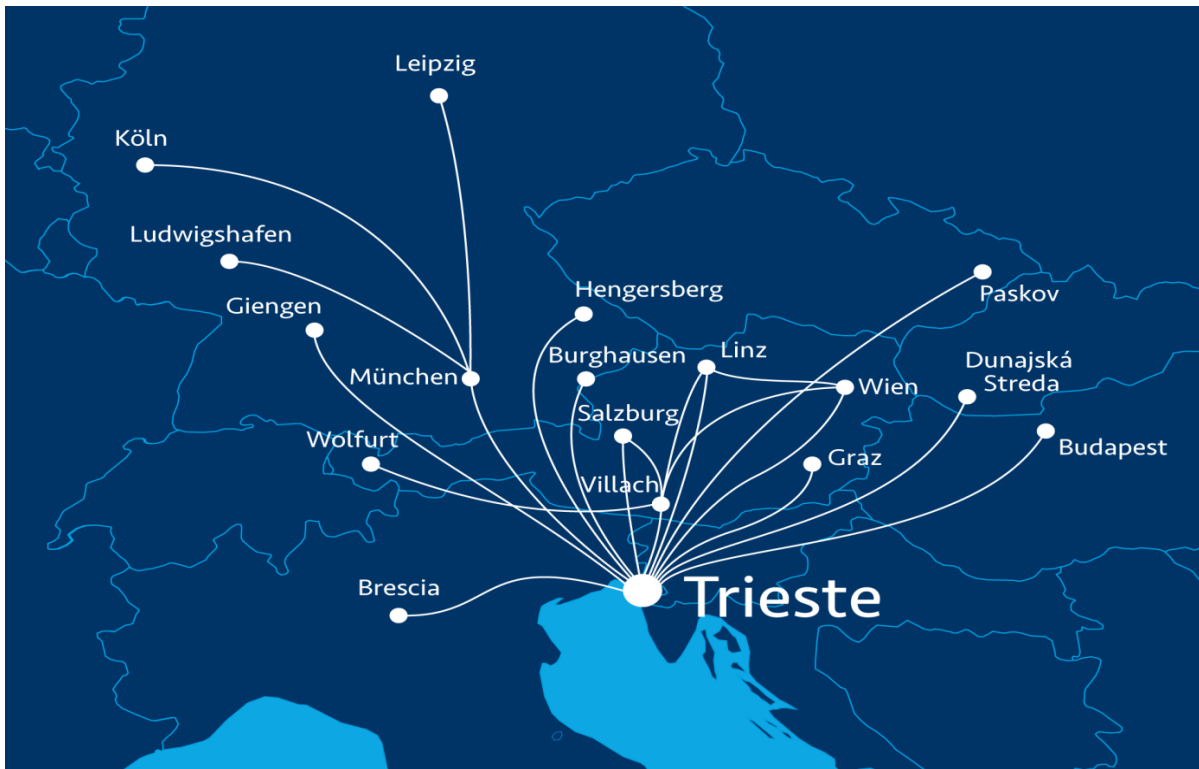 Leipzig
Köln
Ludwigshafen
Hengersberg
Paskov
Giengen
Burghausen
Linz
Dunajská
Streda
München
Wien
Salzburg
Wolfurt
Graz
Budapest
Villach
Brescia
Trieste